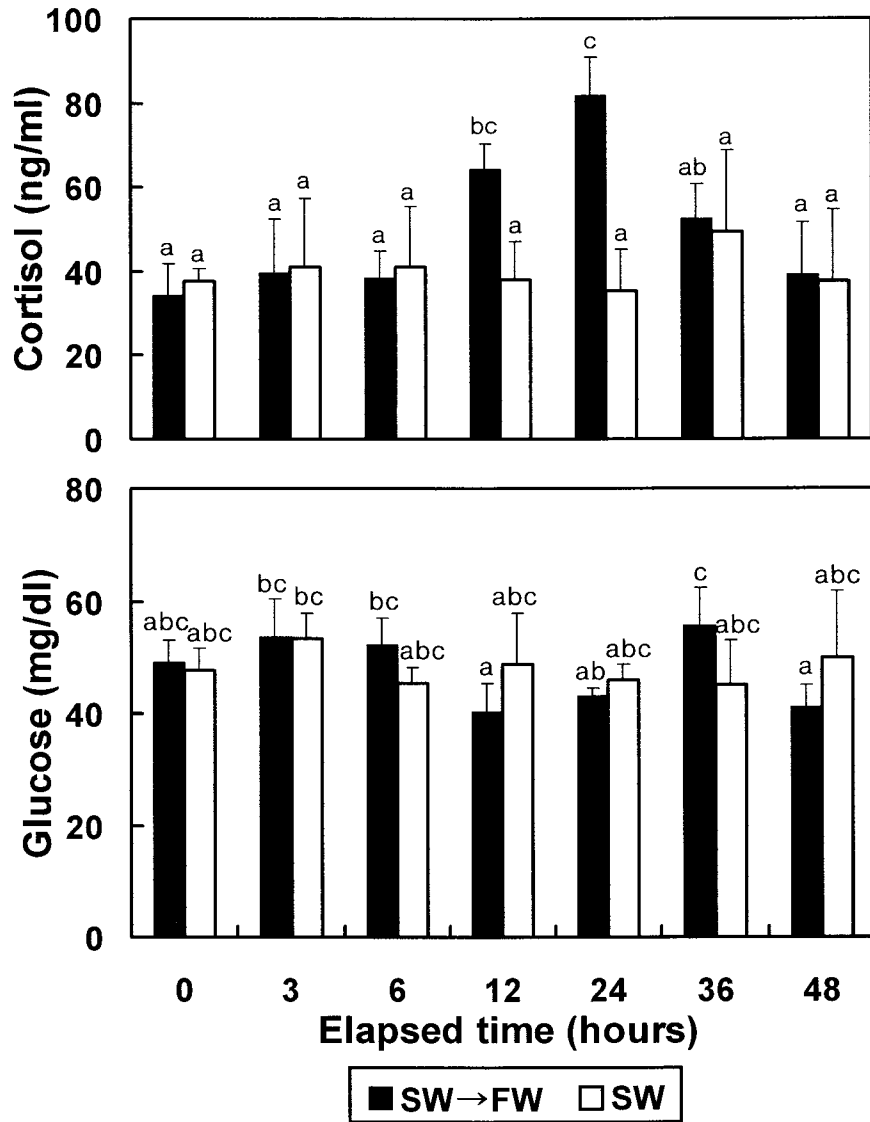 100
80
60
40
20
0
Cortisol (ng/ml)
a a a a a a bc a c a ab a a a
80
60
40
20
0
Glucose (mg/dl)
abc abc bc bc bc abc a abc ab abc c abc a abc
0 3 6 12 24 36 48
Elapsed time (hours)
SW→FW SW